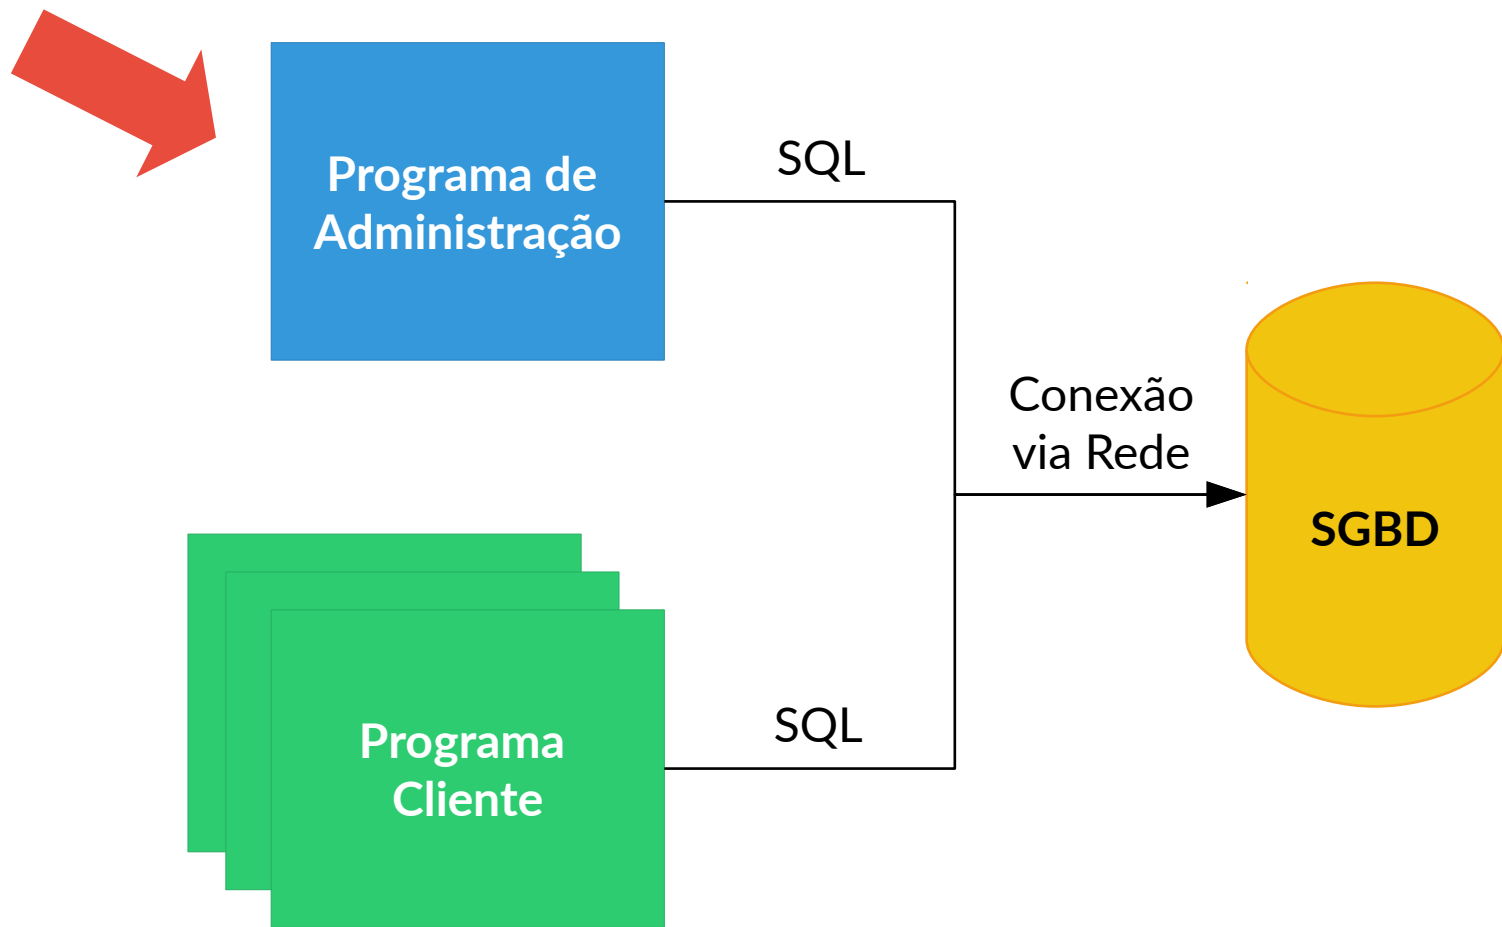 Programa de
Administração
SQL
Conexão
via Rede
SGBD
Programa
Cliente
SQL